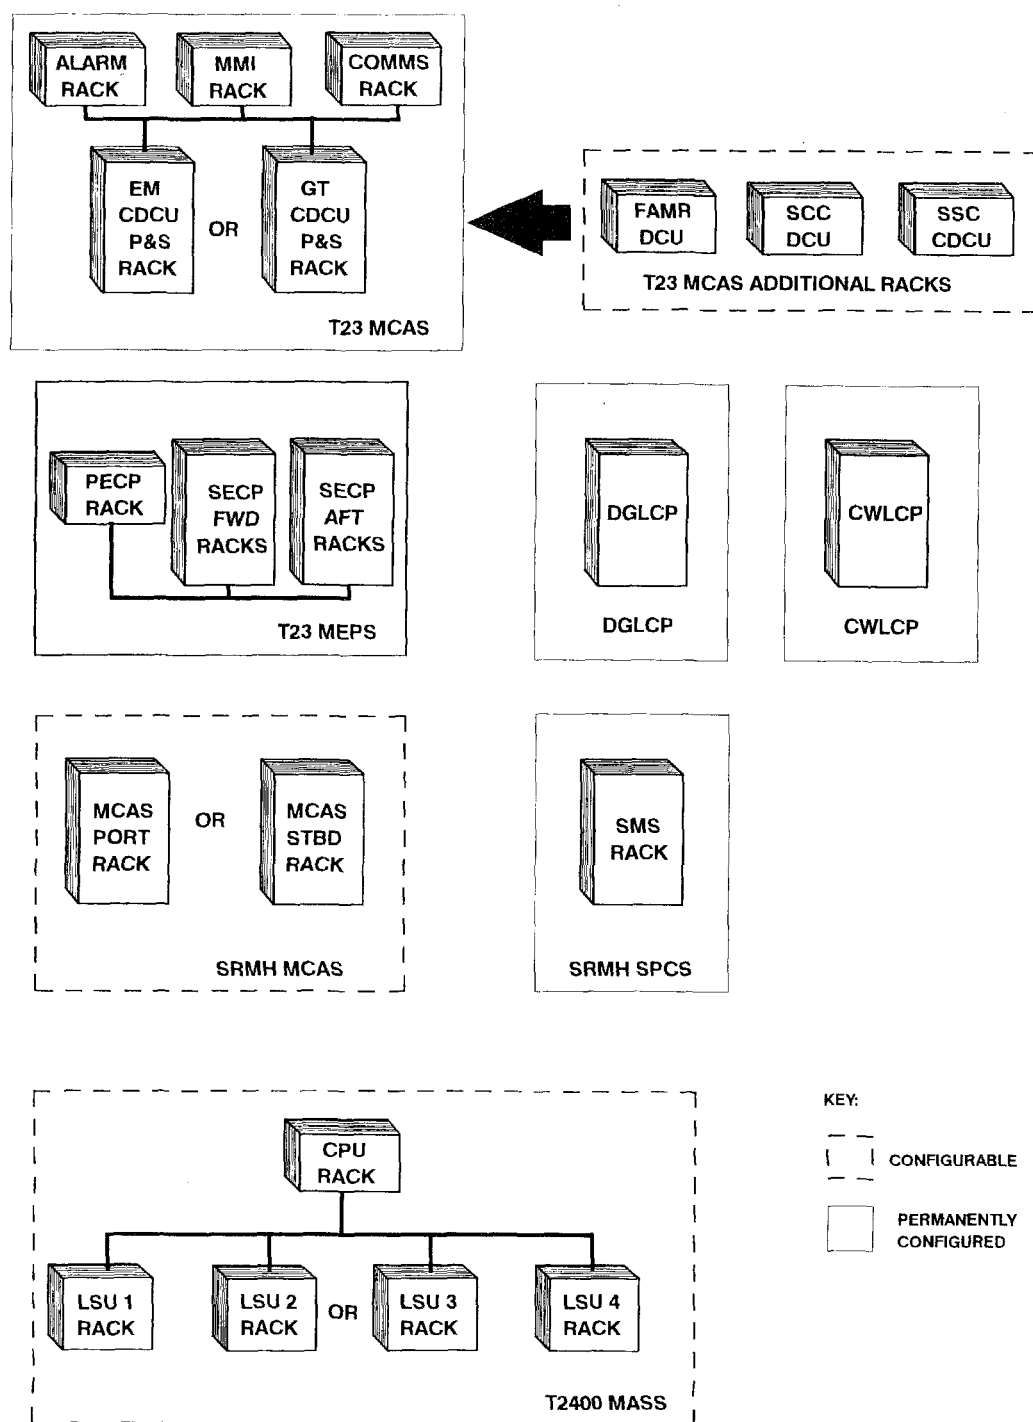 ALARM
RACK
MMI
RACK
COMMS
RACK
EM
CDCU
P&S
RACK
OR
GT
CDCU
P&S
RACK
T23 MCAS
FAMR
DCU
SCC
DCU
SSC
CDCU
T23 MCAS ADDITIONAL RACKS
PECP
RACK
SECP
FWD
RACKS
SECP
AFT
RACKS
T23 MEPS
DGLCP
DGLCP
CWLCP
CWLCP
MCAS
PORT
RACK
OR
MCAS
STBD
RACK
SRMH MCAS
SMS
RACK
SRMH SPCS
CPU
RACK
LSU 1
RACK
LSU 2
RACK
OR
LSU 3
RACK
LSU 4
RACK
T2400 MASS
KEY:
CONFIGURABLE
PERMANENTLY
CONFIGURED